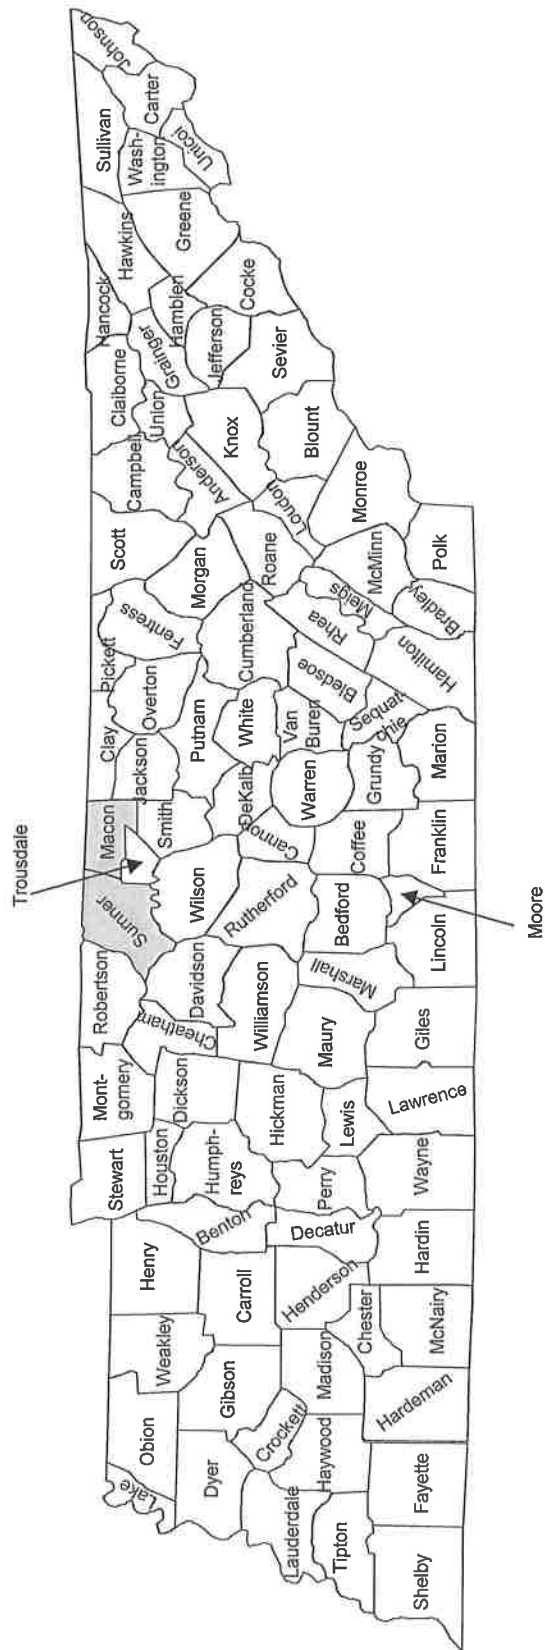 Trousdale
Lake
Obion
Weakley
Henry
Stewart
Mont-
gomery
Robertson
Sumner
Macon
Clay
Pickett
Fentress
Scott
Campbell
Claiborne
Hancock
Hawkins
Sullivan
Johnson
Carter
Wash-
ington
Unicoi
Greene
Cocke
Hamblen
Grainger
Jefferson
Union
Sevier
Knox
Anderson
Blount
Loudon
Monroe
Roane
Morgan
Cumberland
Overton
Jackson
Putnam
White
Smith
DeKalb
Van
Buren
Bledsoe
Rhea
Meigs
McMinn
Polk
Bradley
Hamilton
Sequat-
chie
Marion
Grundy
Warren
Cannon
Coffee
Franklin
Wilson
Rutherford
Bedford
Lincoln
Marshall
Davidson
Cheatham
Williamson
Maury
Giles
Dickson
Hickman
Lewis
Lawrence
Houston
Humph-
reys
Perry
Wayne
Benton
Decatur
Hardin
Carroll
Henderson
Chester
McNairy
Gibson
Madison
Hardeman
Crockett
Haywood
Fayette
Dyer
Lauderdale
Tipton
Shelby
Moore